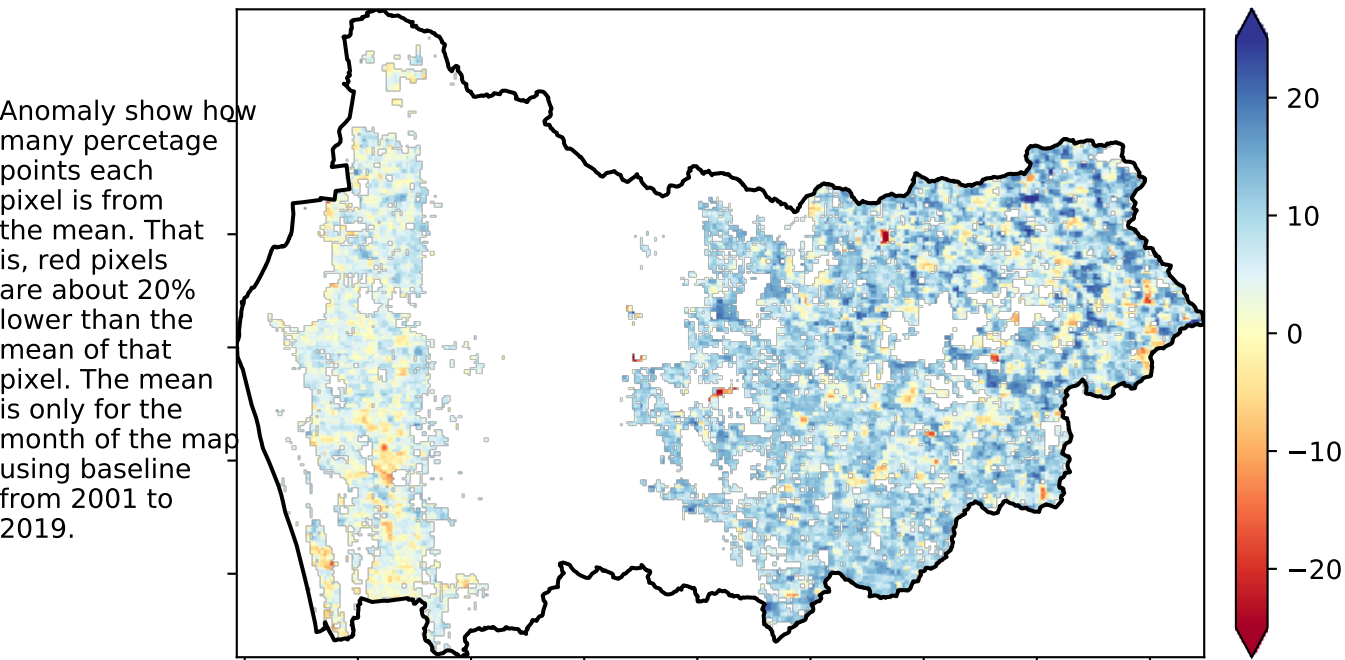 Anomaly show how
many percetage
points each
pixel is from
the mean. That
is, red pixels
are about 20%
lower than the
mean of that
pixel. The mean
is only for the
month of the map
using baseline
from 2001 to
2019.
20
10
0
−10
−20